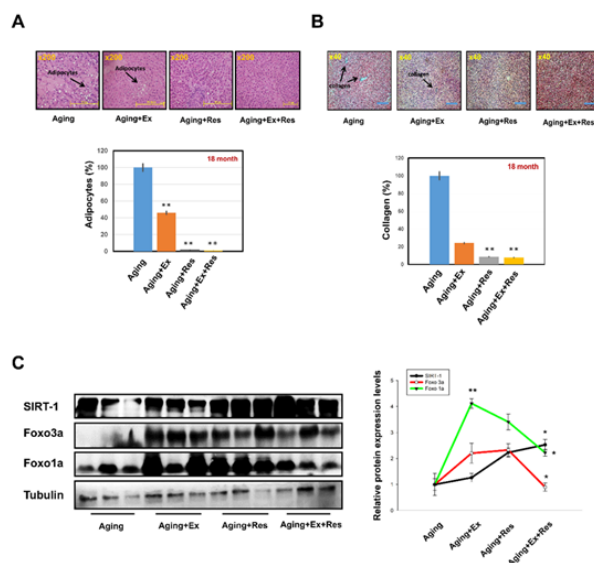 A
x200
Adipocytes
x200
Adipocytes
x200
x200
Aging
Aging+Ex
Aging+Res
Aging+Ex+Res
18 month
Adipocytes (%)
120
100
80
60
40
20
0
**
**
**
Aging
Aging+Ex
Aging+Res
Aging+Ex+Res
B
x40
collagen
x40
collagen
x40
x40
Aging
Aging+Ex
Aging+Res
Aging+Ex+Res
18 month
Collagen (%)
120
100
80
60
40
20
0
**
**
Aging
Aging+Ex
Aging+Res
Aging+Ex+Res
C
SIRT-1
Foxo3a
Foxo1a
Tubulin
Aging
Aging+Ex
Aging+Res
Aging+Ex+Res
SIRT-1
Foxo 3a
Foxo 1a
Relative protein expression levels
5
4
3
2
1
0
**
*
*
*
Aging
Aging+Ex
Aging+Res
Aging+Ex+Res